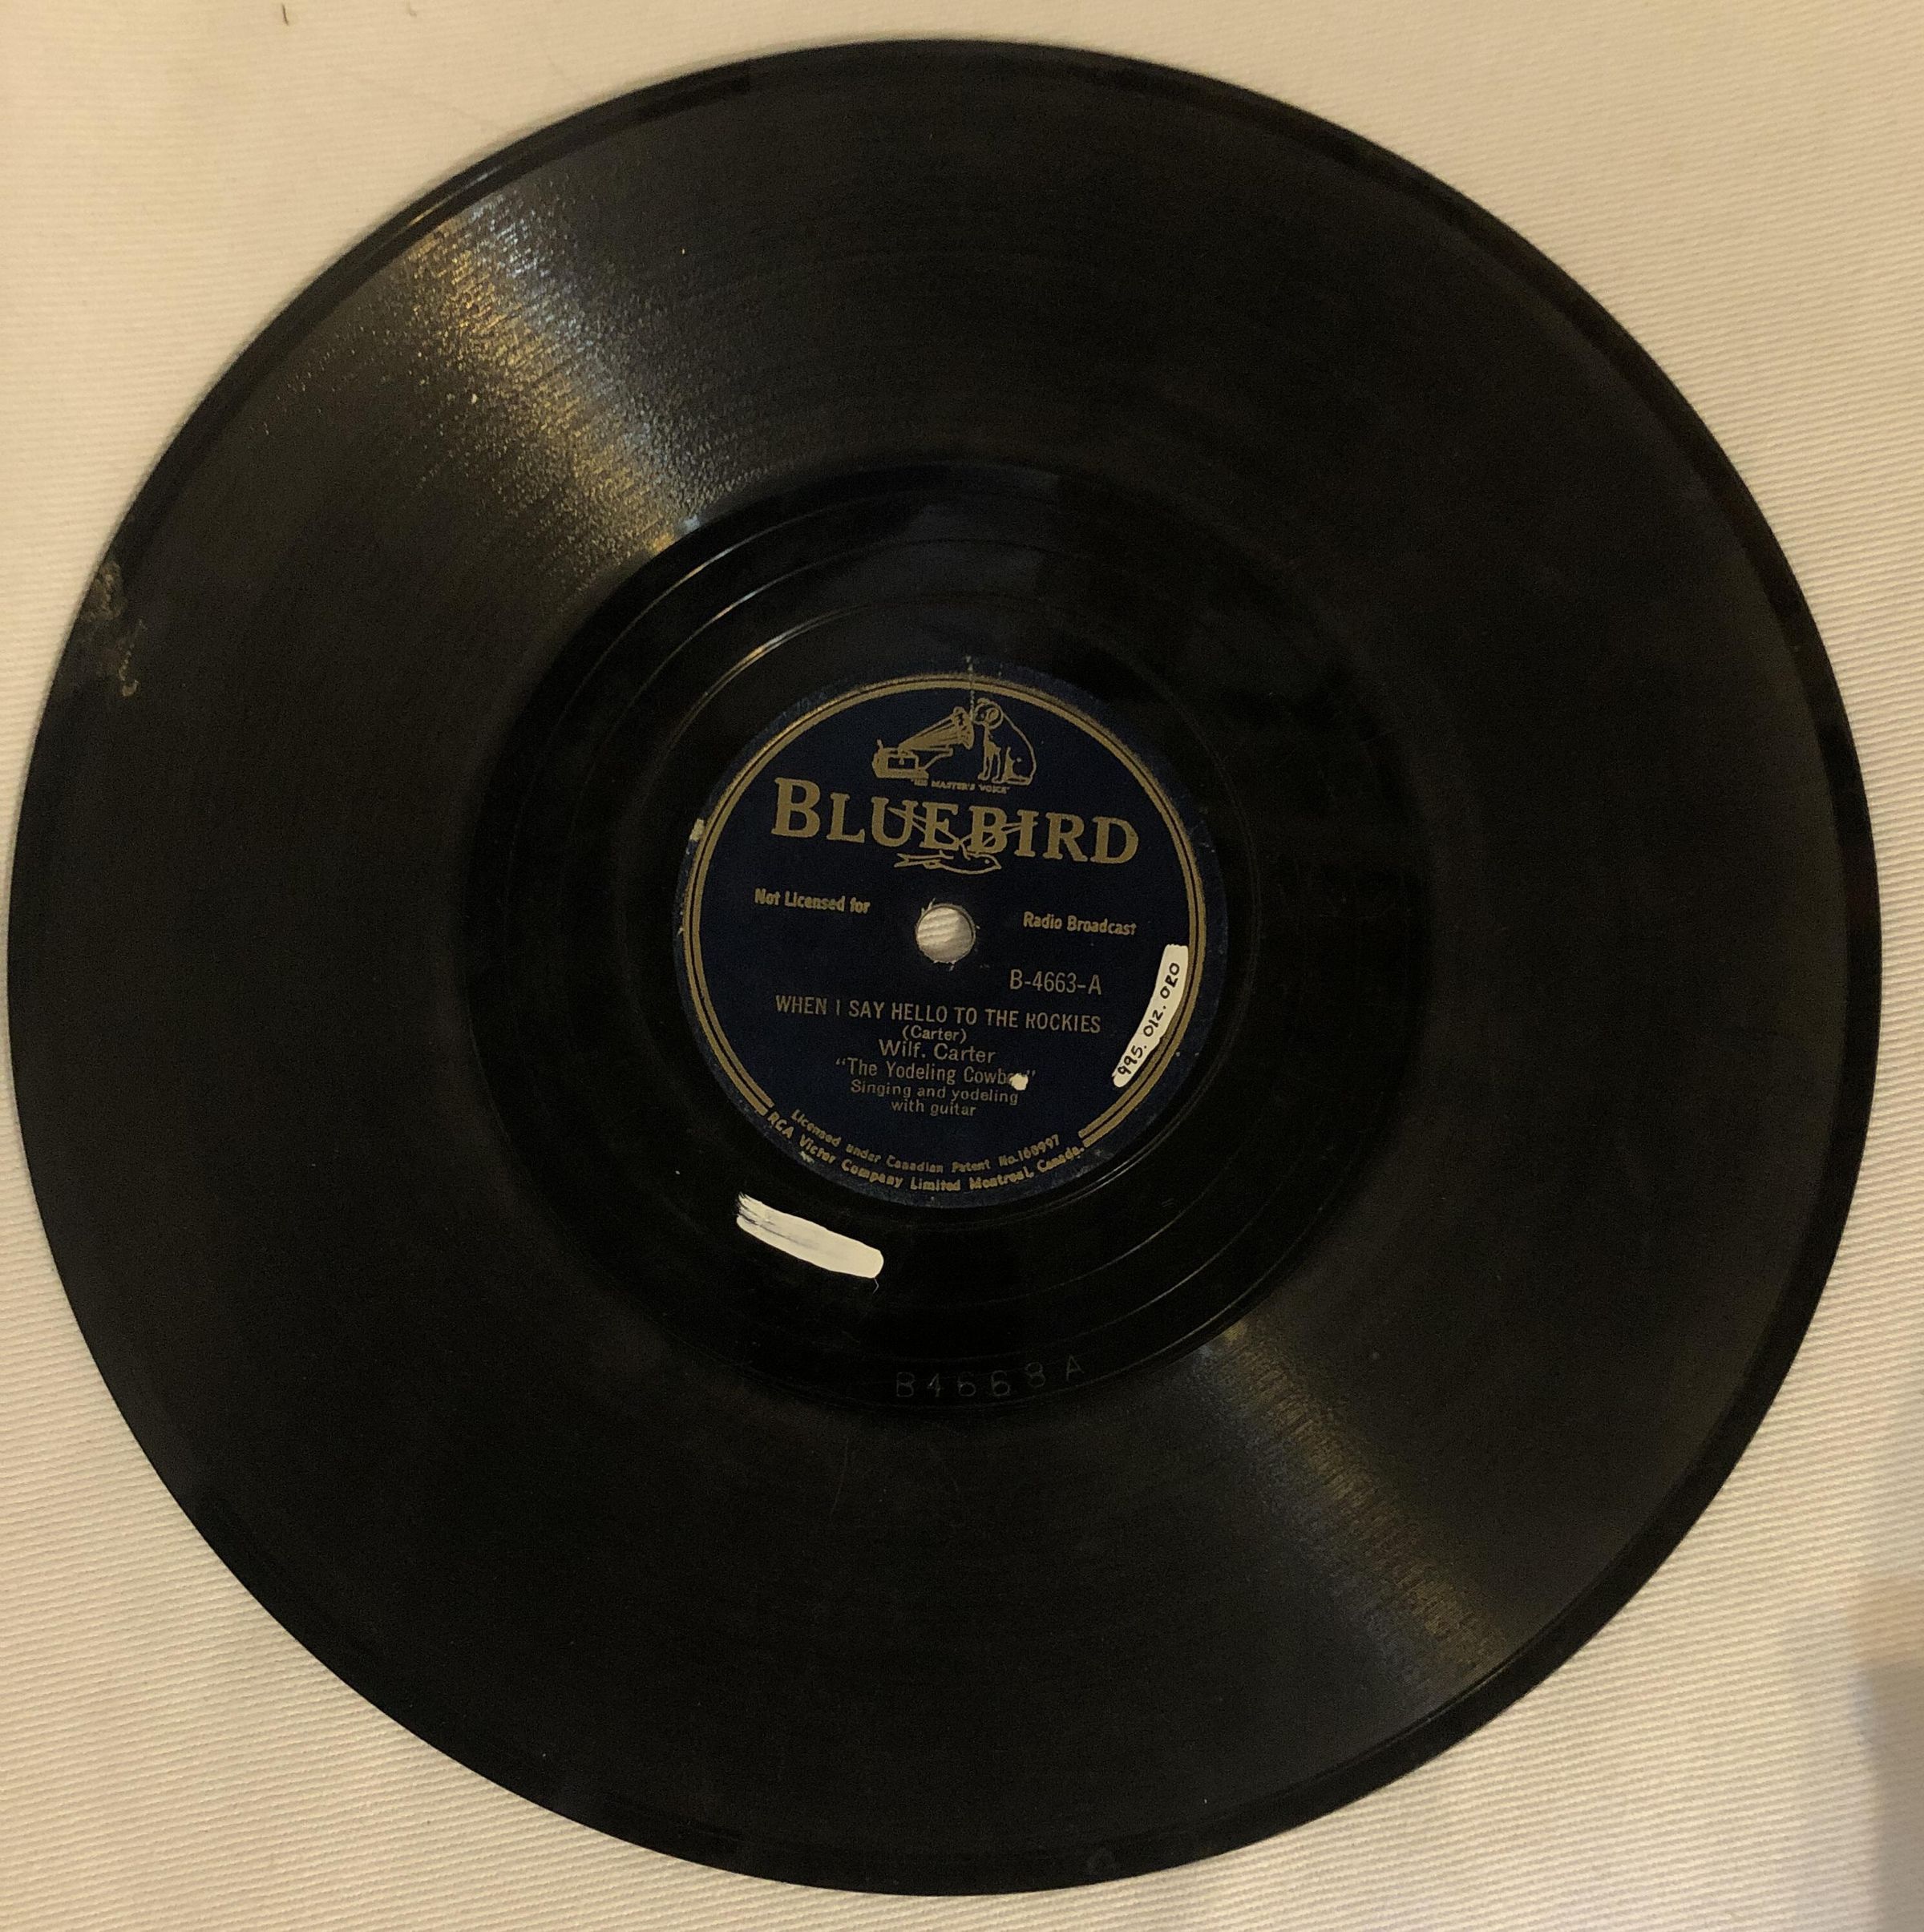 "HIS MASTER'S VOICE"
BLUEBIRD
Not Licensed for Radio Broadcast
B-4663-A
WHEN I SAY HELLO TO THE ROCKIES
(Carter)
Wilf. Carter
"The Yodeling Cowboy"
Singing and yodeling
with guitar
Licensed under Canadian Patent No.160997
RCA Victor Company Limited Montreal, Canada.
995.012.020
B4663A